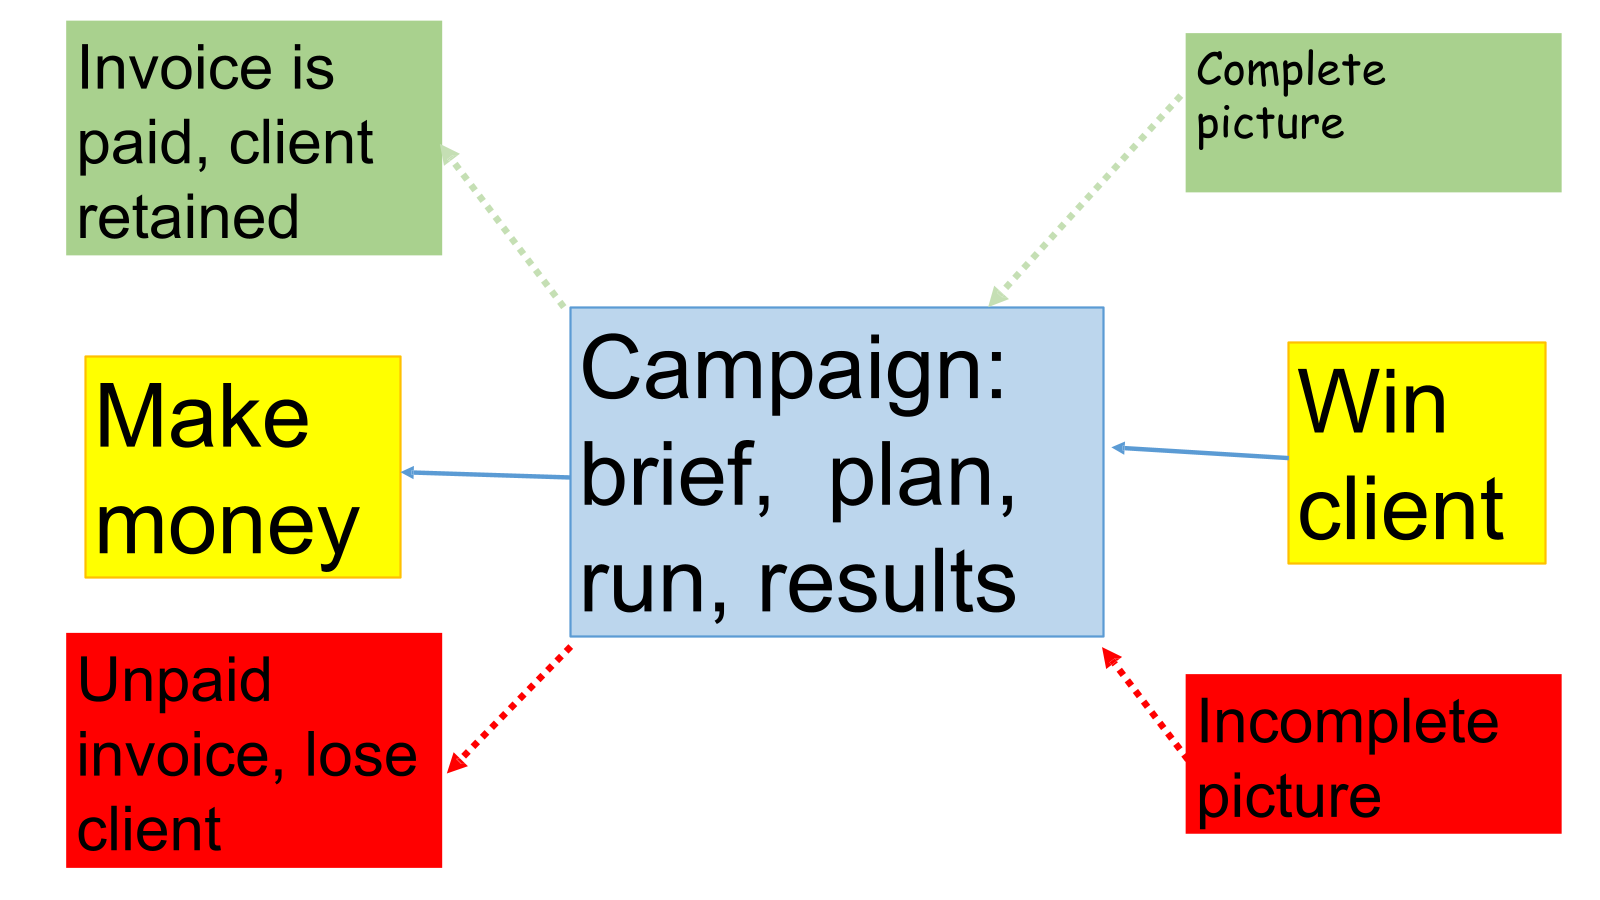 Invoice is
paid, client
retained
Complete
picture
Make
money
Campaign:
brief,  plan,
run, results
Win
client
Unpaid
invoice, lose
client
Incomplete
picture